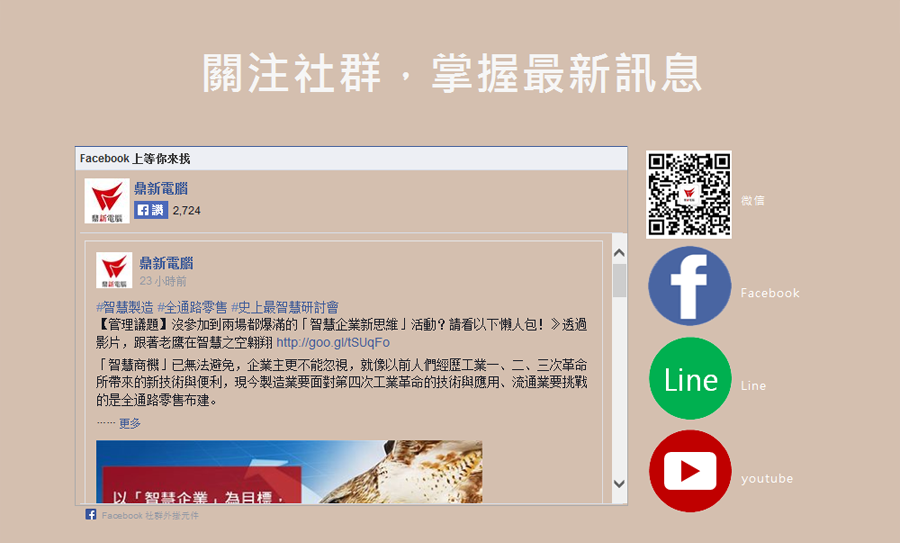 關注社群，掌握最新訊息
Facebook 上等你來找
鼎新電腦
鼎新電腦
讚 2,724
鼎新電腦
鼎新電腦
23 小時前
#智慧製造 #全通路零售 #史上最智慧研討會
【管理議題】沒參加到兩場都爆滿的「智慧企業新思維」活動？請看以下懶人包！》透過
影片，跟著老鷹在智慧之空翱翔 http://goo.gl/tSUqFo
「智慧商機」已無法避免，企業主更不能忽視，就像以前人們經歷工業一、二、三次革命
所帶來的新技術與便利，現今製造業要面對第四次工業革命的技術與應用、流通業要挑戰
的是全通路零售布建。
…… 更多
以「智慧企業」為目標，
Facebook 社群外掛元件
微信
Facebook
Line
Line
youtube